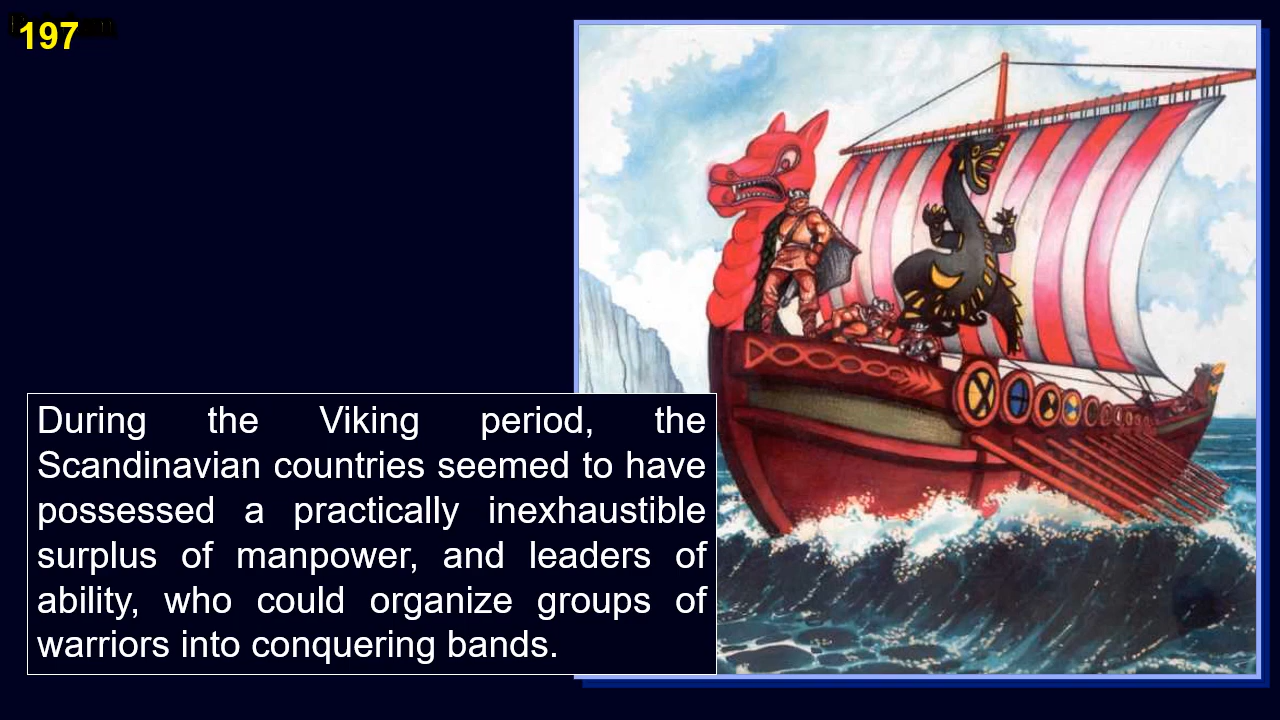 197
During the Viking period, the
Scandinavian countries seemed to have
possessed a practically inexhaustible
surplus of manpower, and leaders of
ability, who could organize groups of
warriors into conquering bands.